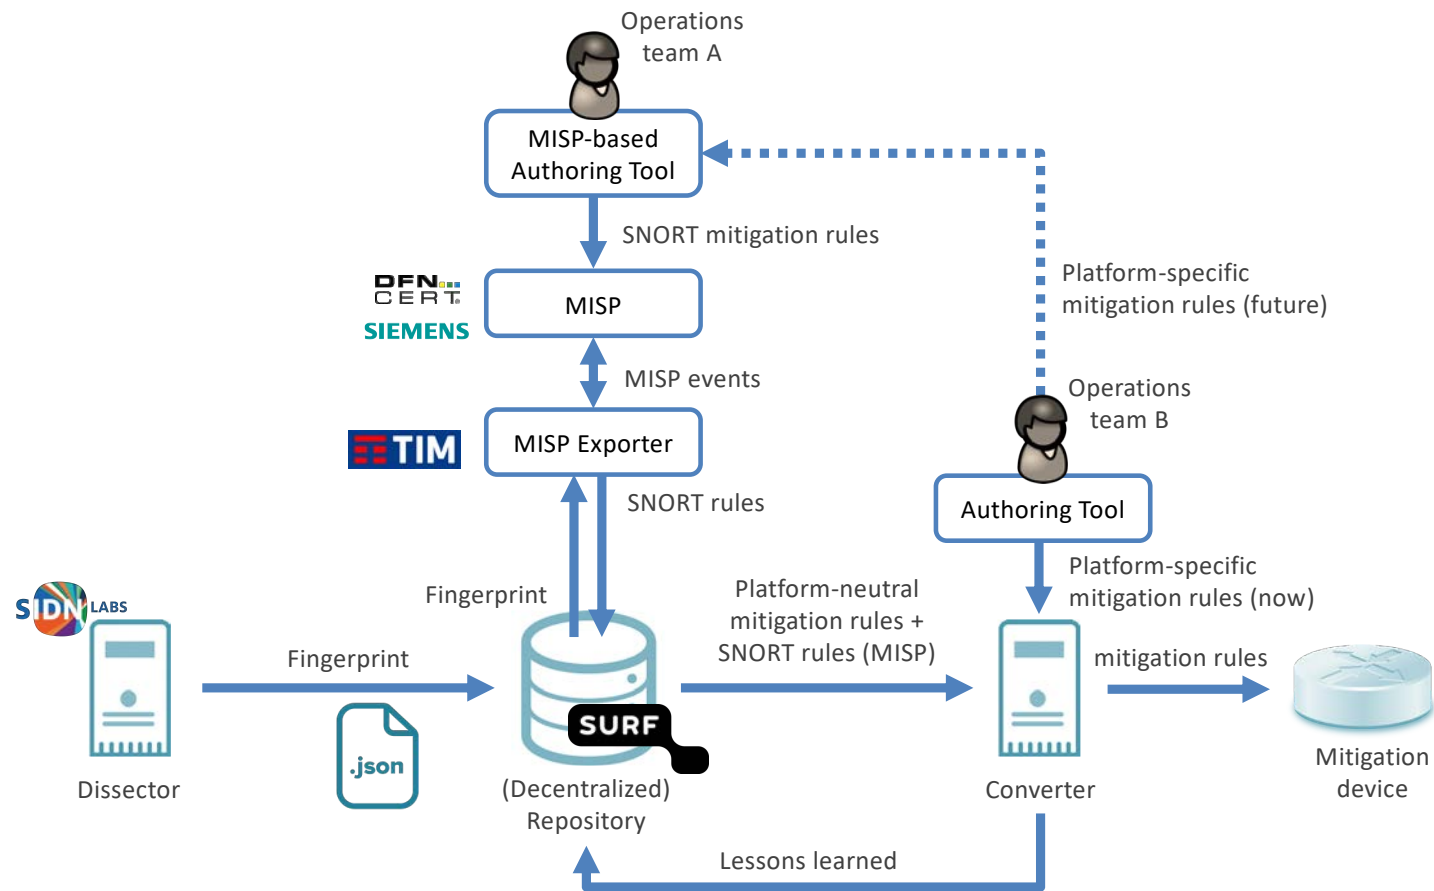 Operations
team A
MISP-based
Authoring Tool
SNORT mitigation rules
DFN
CERT
SIEMENS
MISP
Platform-specific
mitigation rules (future)
MISP events
Operations
team B
TIM
MISP Exporter
SNORT rules
Authoring Tool
Platform-specific
mitigation rules (now)
SIDN LABS
Fingerprint
Platform-neutral
mitigation rules +
SNORT rules (MISP)
Fingerprint
mitigation rules
SURF
.json
Dissector
(Decentralized)
Repository
Converter
Mitigation
device
Lessons learned